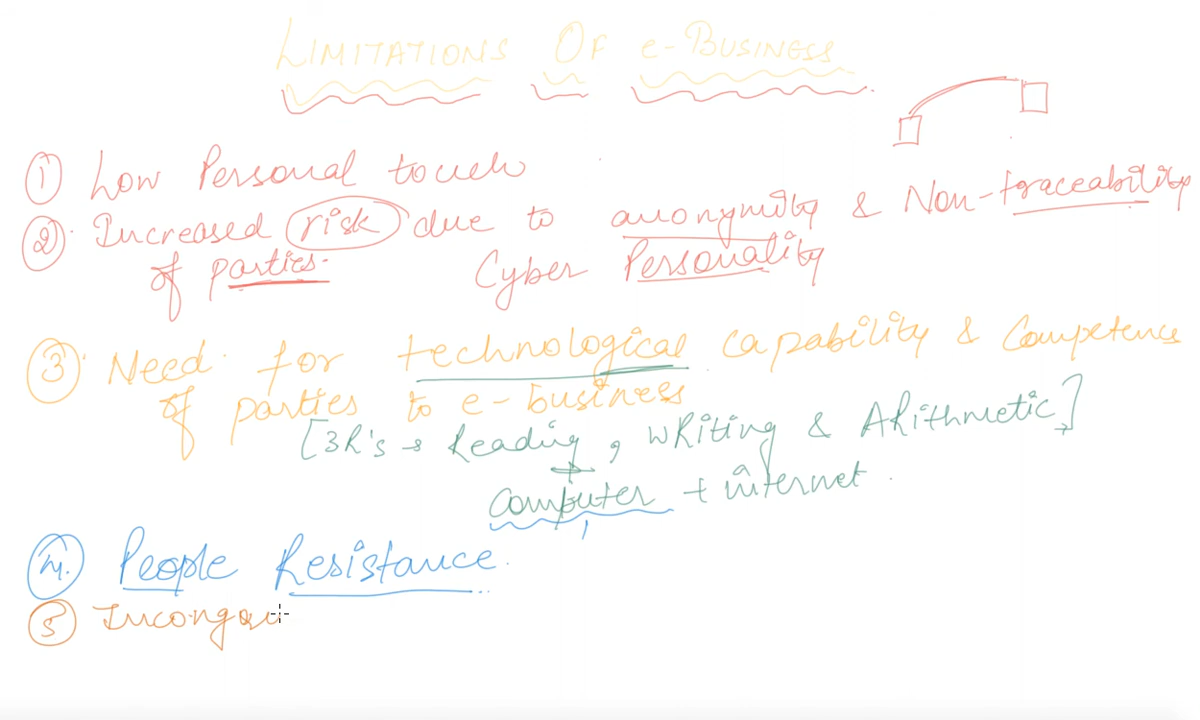 LIMITATIONS OF e-BUSINESS
① Low Personal touch
② Increased risk due to anonymity & Non-traceability
of parties. Cyber Personality
③ Need for technological capability & Competence
of parties to e-business
[3R's → Reading, wRiting & ARithmetic]
+
Computer + internet.
④ People Resistance.
⑤ Incongru